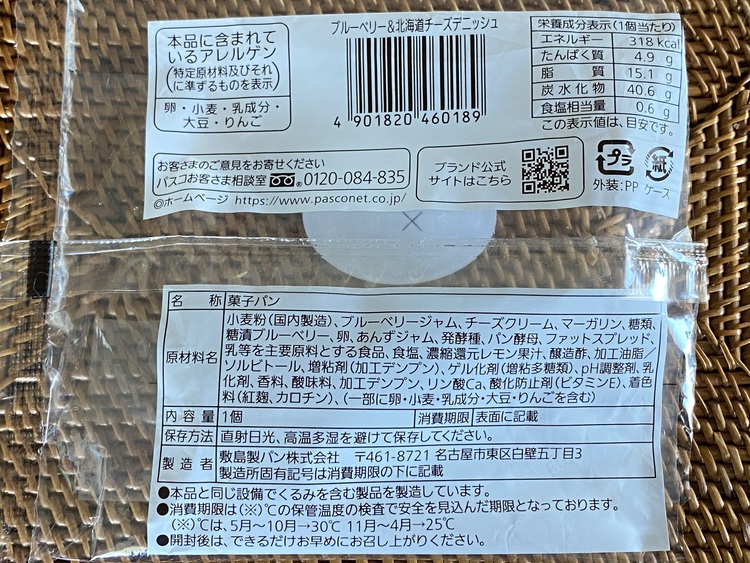 本品に含まれて
いるアレルゲン
(特定原材料及びそれ
に準ずるものを表示)
卵・小麦・乳成分・
大豆・りんご
ブルーベリー&北海道チーズデニッシュ
4 901820 460189
栄養成分表示(1個当たり)
エネルギー 318 kcal
たんぱく質 4.9 g
脂質 15.1 g
炭水化物 40.6 g
食塩相当量 0.6 g
この表示値は、目安です。
お客さまのご意見をお寄せください
パスコお客さま相談室 0120-084-835
◎ホームページ https://www.pasconet.co.jp/
ブランド公式
サイトはこちら
プラ
外装:PP
紙
ケース
名称 菓子パン
原材料名 小麦粉(国内製造)、ブルーベリージャム、チーズクリーム、マーガリン、糖類、
糖漬ブルーベリー、卵、あんずジャム、発酵種、パン酵母、ファットスプレッド、
乳等を主要原料とする食品、食塩、濃縮還元レモン果汁、醸造酢、加工油脂/
ソルビトール、増粘剤(加工デンプン)、ゲル化剤(増粘多糖類)、pH調整剤、乳
化剤、香料、酸味料、加工デンプン、リン酸Ca、酸化防止剤(ビタミンE)、着色
料(紅麹、カロチン)、(一部に卵・小麦・乳成分・大豆・りんごを含む)
内容量 1個 消費期限 表面に記載
保存方法 直射日光、高温多湿を避けて保存してください。
製造者 敷島製パン株式会社 〒461-8721 名古屋市東区白壁五丁目3
製造所固有記号は消費期限の下に記載
●本品と同じ設備でくるみを含む製品を製造しています。
●消費期限は(※)℃の保管温度の検査で安全を見込んだ期限となっております。
(※)℃は、5月〜10月→30℃ 11月〜4月→25℃
●開封後は、できるだけお早めにお召し上がりください。